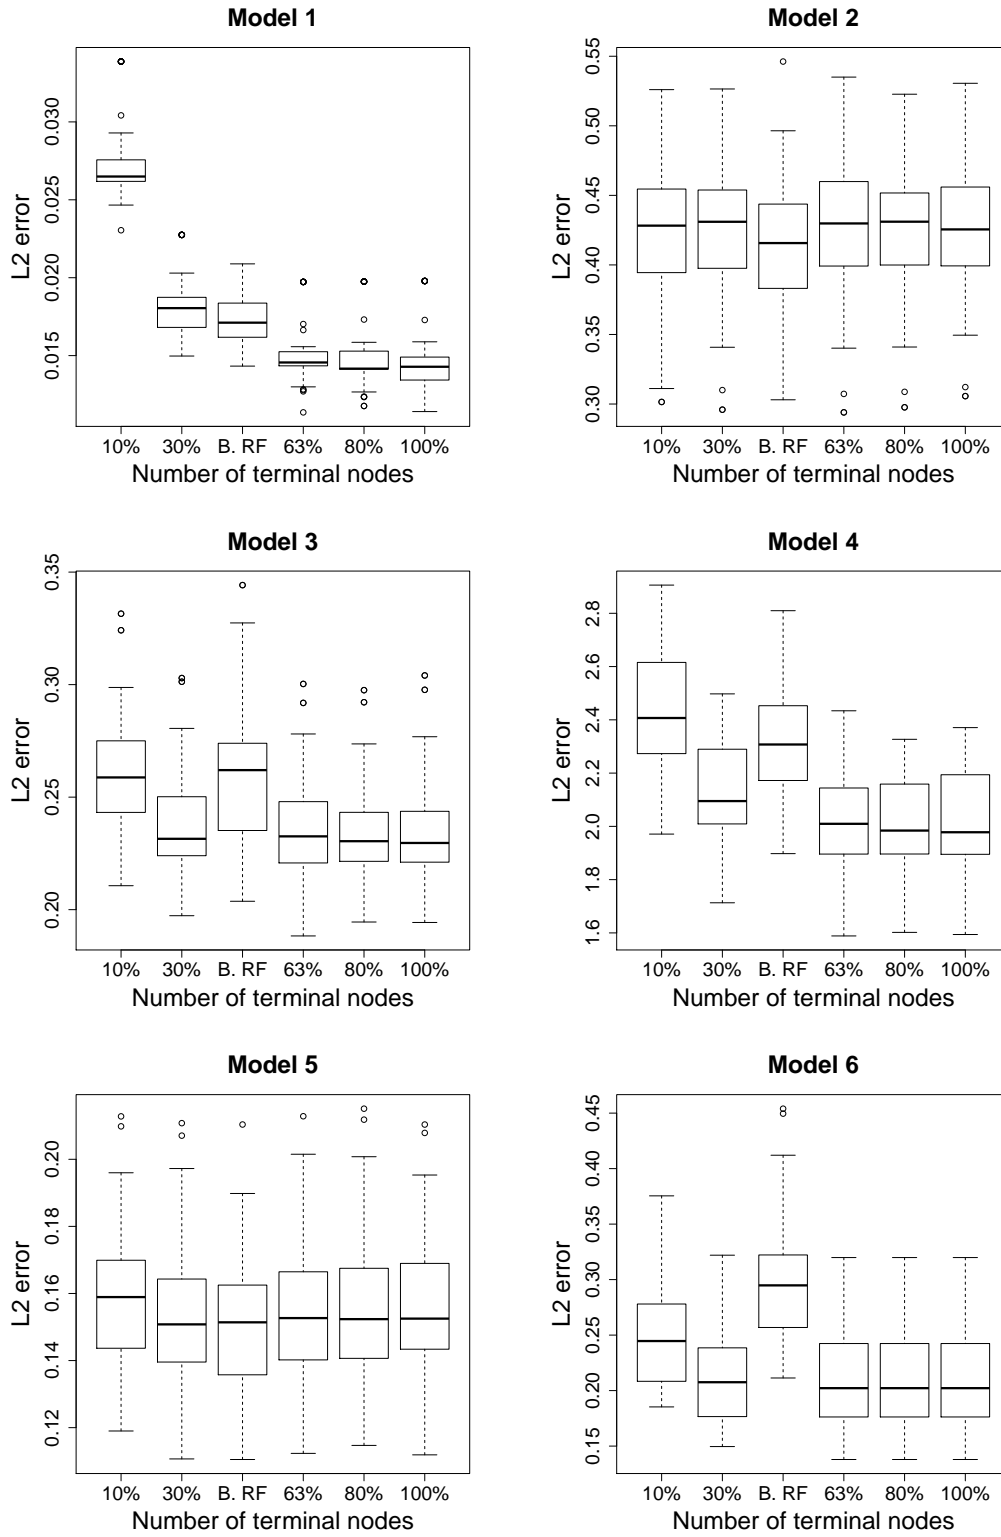 Model 1
0.030
0.025
0.020
0.015
L2 error
10% 30% B. RF 63% 80% 100%
Number of terminal nodes
Model 2
0.55
0.50
0.45
0.40
0.35
0.30
L2 error
10% 30% B. RF 63% 80% 100%
Number of terminal nodes
Model 3
0.35
0.30
0.25
0.20
L2 error
10% 30% B. RF 63% 80% 100%
Number of terminal nodes
Model 4
2.8
2.6
2.4
2.2
2.0
1.8
1.6
L2 error
10% 30% B. RF 63% 80% 100%
Number of terminal nodes
Model 5
0.20
0.18
0.16
0.14
0.12
L2 error
10% 30% B. RF 63% 80% 100%
Number of terminal nodes
Model 6
0.45
0.40
0.35
0.30
0.25
0.20
0.15
L2 error
10% 30% B. RF 63% 80% 100%
Number of terminal nodes